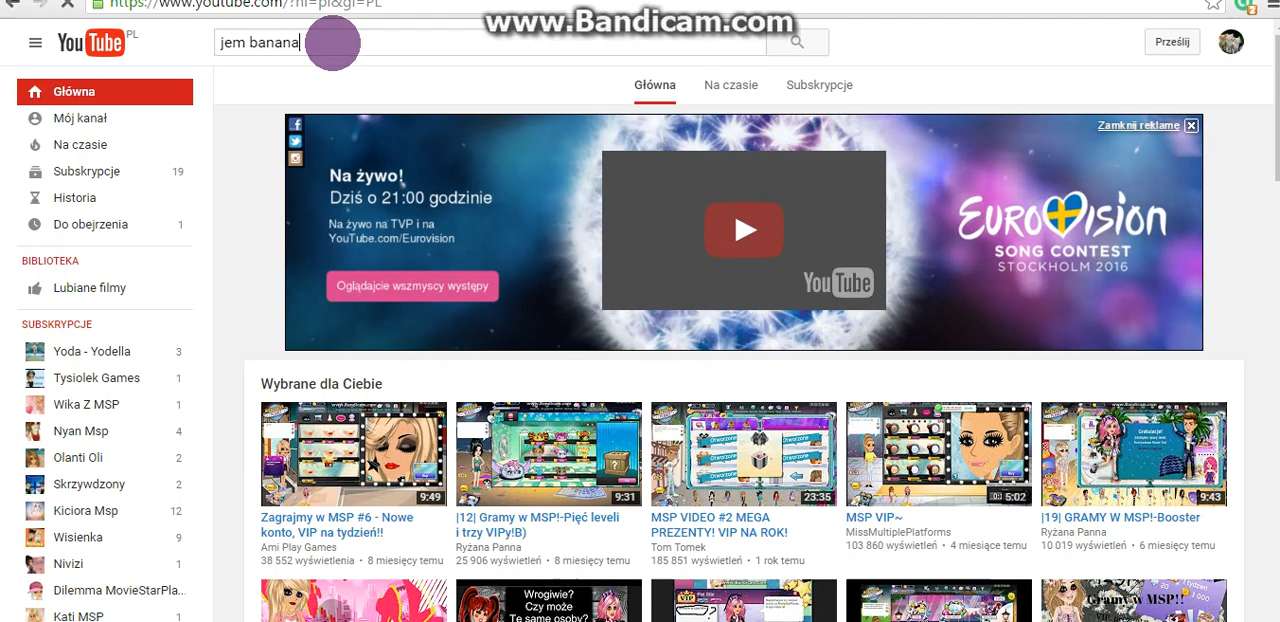 https://www.youtube.com/?hl=pl&gl=PL
www.Bandicam.com
YouTube PL
jem banana
Prześlij
Główna
Na czasie
Subskrypcje
Główna
Mój kanał
Na czasie
Subskrypcje 19
Historia
Do obejrzenia 1
BIBLIOTEKA
Lubiane filmy
SUBSKRYPCJE
Yoda - Yodella 3
Tysiolek Games 1
Wika Z MSP 1
Nyan Msp 4
Olanti Oli 2
Skrzywdzony 2
Kiciora Msp 12
Wisienka 9
Nivizi 1
Dilemma MovieStarPla... 1
Kati MSP 1
Zamknij reklamę
Na żywo!
Dziś o 21:00 godzinie
Na żywo na TVP i na
YouTube.com/Eurovision
Oglądajcie wszmyscy występy
YouTube
EUROVISION
SONG CONTEST
STOCKHOLM 2016
Wybrane dla Ciebie
9:49
Zagrajmy w MSP #6 - Nowe
konto, VIP na tydzień!!
Ami Play Games
38 552 wyświetlenia • 8 miesięcy temu
9:31
|12| Gramy w MSP!-Pięć leveli
i trzy VIPy!B)
Ryżana Panna
25 906 wyświetleń • 8 miesięcy temu
Otworzone
Otworzone
23:35
MSP VIDEO #2 MEGA
PREZENTY! VIP NA ROK!
Tom Tomek
185 851 wyświetleń • 1 rok temu
5:02
MSP VIP~
MissMultiplePlatforms
103 860 wyświetleń • 4 miesiące temu
Gratulacje!
9:43
|19| GRAMY W MSP!-Booster
Ryżana Panna
10 019 wyświetleń • 6 miesięcy temu
Wrogiwie?
Czy może
Te same osoby?
www.Bandicam.com
Gramy w MSP!!